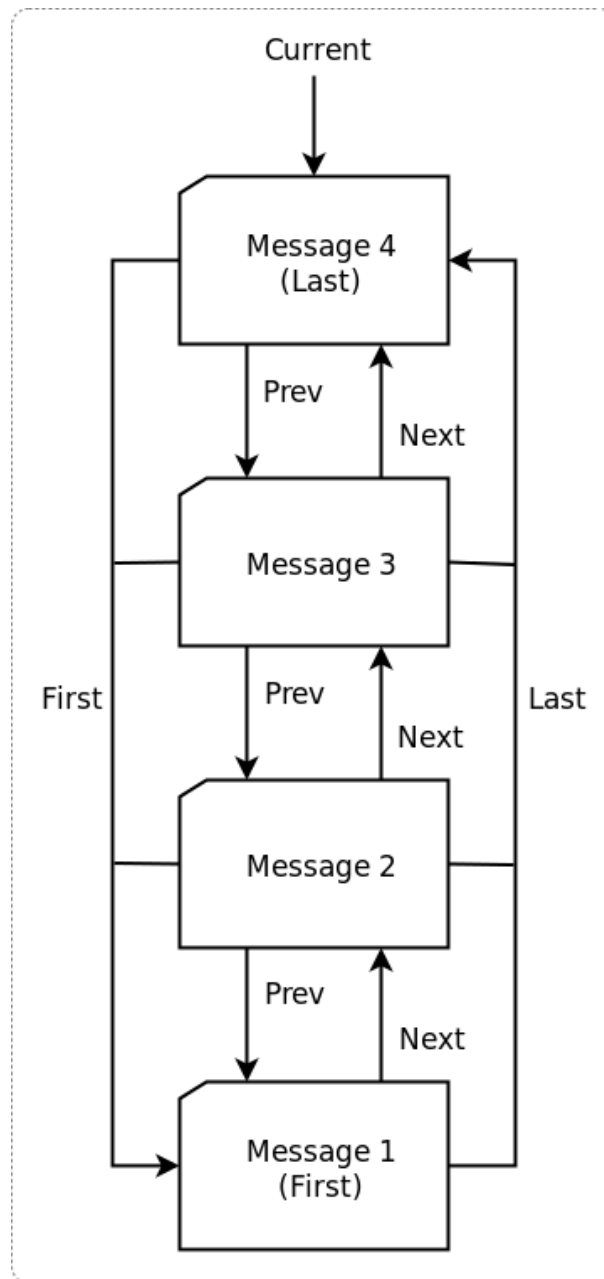 Current
Message 4
(Last)
Prev
Next
Message 3
First
Prev
Last
Next
Message 2
Prev
Next
Message 1
(First)